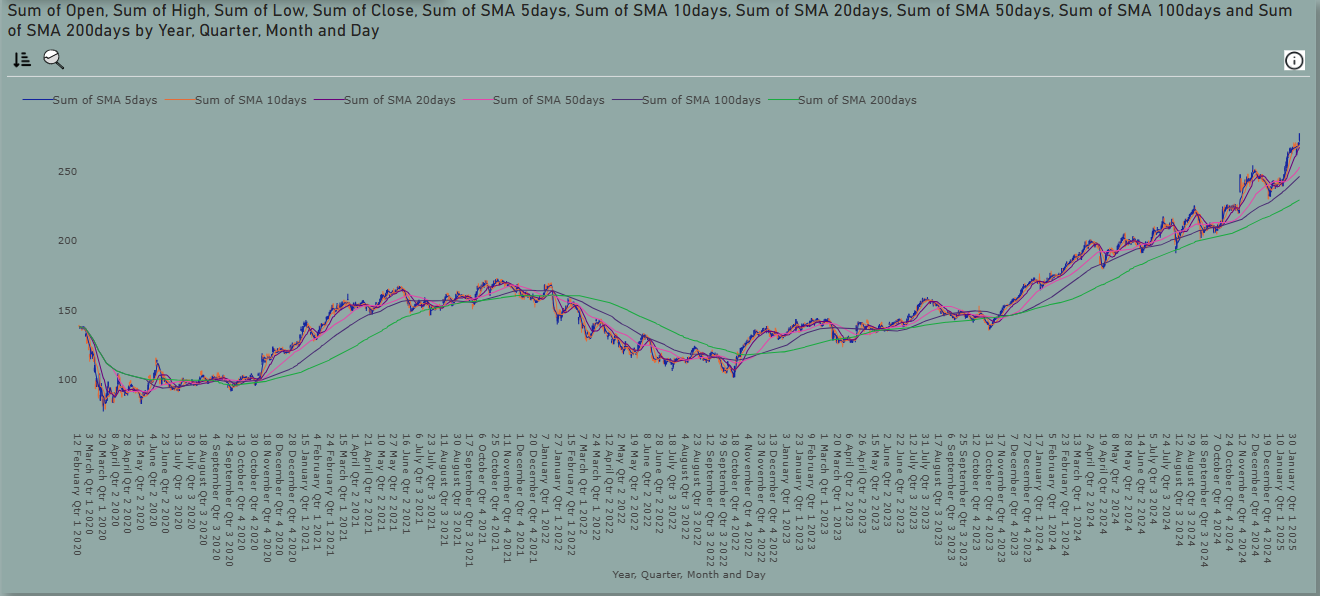 Sum of Open, Sum of High, Sum of Low, Sum of Close, Sum of SMA 5days, Sum of SMA 10days, Sum of SMA 20days, Sum of SMA 50days, Sum of SMA 100days and Sum
of SMA 200days by Year, Quarter, Month and Day
Sum of SMA 5days Sum of SMA 10days Sum of SMA 20days Sum of SMA 50days Sum of SMA 100days Sum of SMA 200days
250
200
150
100
12 February Qtr 1 2020
3 March Qtr 1 2020
20 March Qtr 1 2020
8 April Qtr 2 2020
28 April Qtr 2 2020
15 May Qtr 2 2020
4 June Qtr 2 2020
23 June Qtr 2 2020
13 July Qtr 3 2020
30 July Qtr 3 2020
18 August Qtr 3 2020
4 September Qtr 3 2020
24 September Qtr 3 2020
13 October Qtr 4 2020
30 October Qtr 4 2020
18 November Qtr 4 2020
8 December Qtr 4 2020
28 December Qtr 4 2020
15 January Qtr 1 2021
4 February Qtr 1 2021
24 February Qtr 1 2021
15 March Qtr 1 2021
1 April Qtr 2 2021
21 April Qtr 2 2021
10 May Qtr 2 2021
27 May Qtr 2 2021
16 June Qtr 2 2021
6 July Qtr 3 2021
23 July Qtr 3 2021
11 August Qtr 3 2021
30 August Qtr 3 2021
17 September Qtr 3 2021
6 October Qtr 4 2021
25 October Qtr 4 2021
11 November Qtr 4 2021
1 December Qtr 4 2021
20 December Qtr 4 2021
7 January Qtr 1 2022
27 January Qtr 1 2022
15 February Qtr 1 2022
7 March Qtr 1 2022
24 March Qtr 1 2022
12 April Qtr 2 2022
2 May Qtr 2 2022
19 May Qtr 2 2022
8 June Qtr 2 2022
28 June Qtr 2 2022
18 July Qtr 3 2022
4 August Qtr 3 2022
23 August Qtr 3 2022
12 September Qtr 3 2022
29 September Qtr 3 2022
18 October Qtr 4 2022
4 November Qtr 4 2022
23 November Qtr 4 2022
13 December Qtr 4 2022
3 January Qtr 1 2023
23 January Qtr 1 2023
9 February Qtr 1 2023
1 March Qtr 1 2023
20 March Qtr 1 2023
6 April Qtr 2 2023
26 April Qtr 2 2023
15 May Qtr 2 2023
2 June Qtr 2 2023
22 June Qtr 2 2023
12 July Qtr 3 2023
31 July Qtr 3 2023
17 August Qtr 3 2023
6 September Qtr 3 2023
25 September Qtr 3 2023
12 October Qtr 4 2023
31 October Qtr 4 2023
17 November Qtr 4 2023
7 December Qtr 4 2023
27 December Qtr 4 2023
17 January Qtr 1 2024
5 February Qtr 1 2024
23 February Qtr 1 2024
13 March Qtr 1 2024
2 April Qtr 2 2024
19 April Qtr 2 2024
8 May Qtr 2 2024
28 May Qtr 2 2024
14 June Qtr 2 2024
5 July Qtr 3 2024
24 July Qtr 3 2024
12 August Qtr 3 2024
29 August Qtr 3 2024
18 September Qtr 3 2024
7 October Qtr 4 2024
24 October Qtr 4 2024
12 November Qtr 4 2024
2 December Qtr 4 2024
19 December Qtr 4 2024
10 January Qtr 1 2025
30 January Qtr 1 2025
Year, Quarter, Month and Day